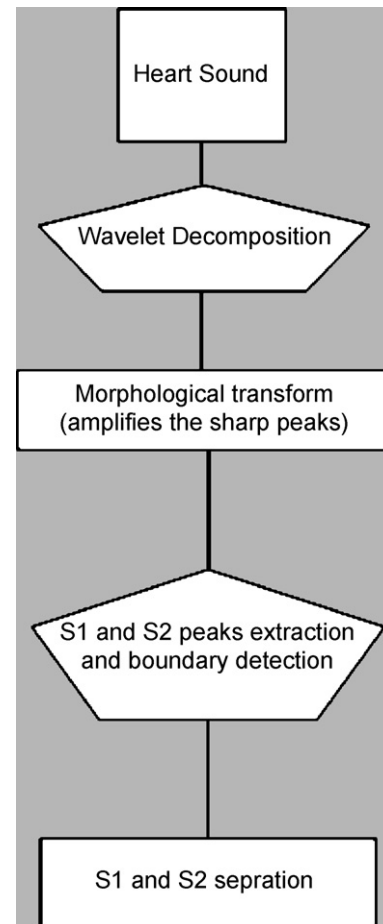 Heart Sound
Wavelet Decomposition
Morphological transform
(amplifies the sharp peaks)
S1 and S2 peaks extraction
and boundary detection
S1 and S2 sepration